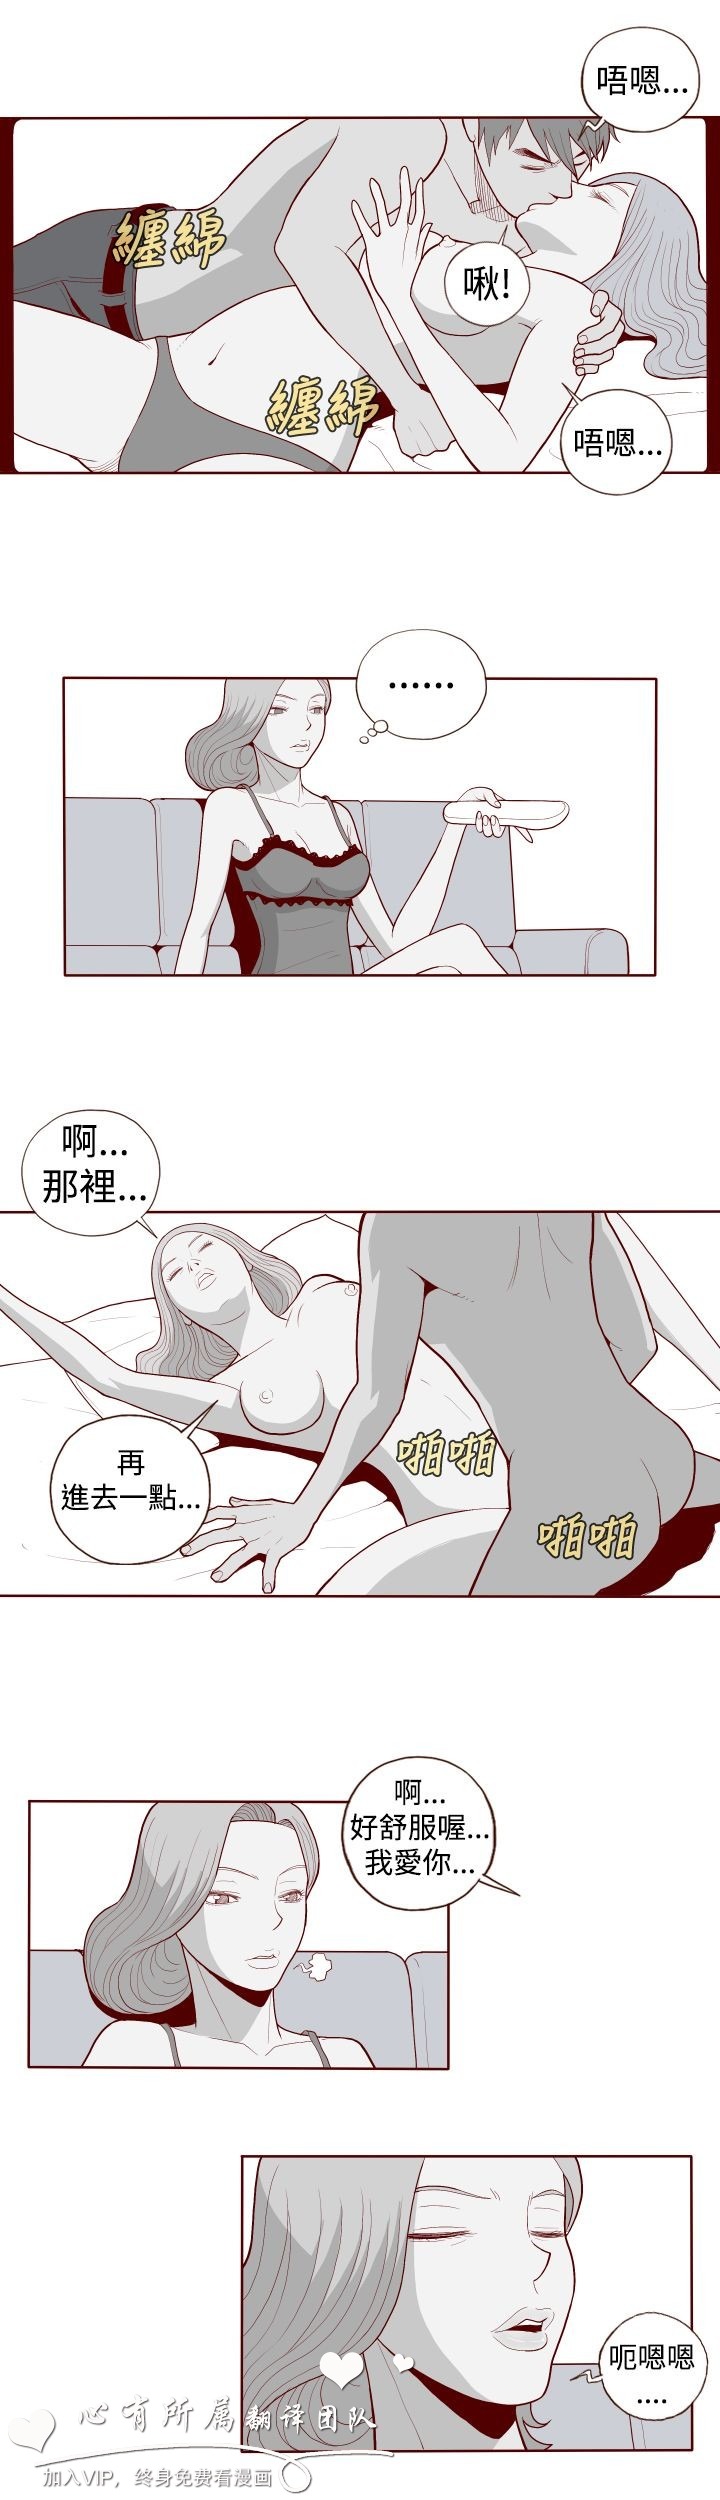 唔嗯...
纏綿
啾!
纏綿
唔嗯...
......
啊...
那裡...
再
進去一點...
啪啪
啪啪
啊...
好舒服喔...
我愛你...
呃嗯嗯
....
心有所属翻译团队
加入VIP，终身免费看漫画